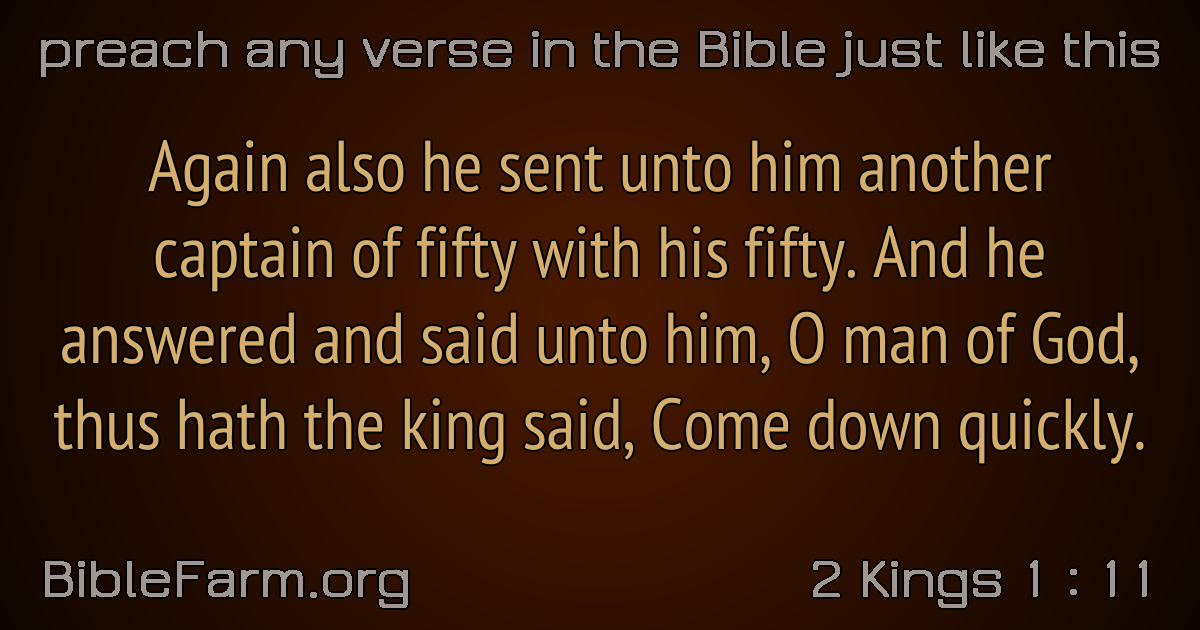 preach any verse in the Bible just like this
Again also he sent unto him another
captain of fifty with his fifty. And he
answered and said unto him, O man of God,
thus hath the king said, Come down quickly.
BibleFarm.org
2 Kings 1 : 11